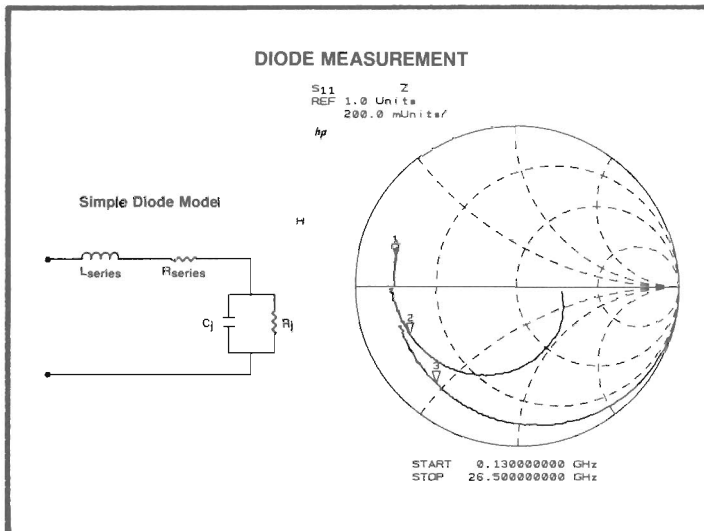 DIODE MEASUREMENT
S11 Z
REF 1.0 Units
200.0 mUnits/
hp
Simple Diode Model
H
Lseries
Rseries
Cj
Rj
1
2
3
START 0.130000000 GHz
STOP 26.500000000 GHz